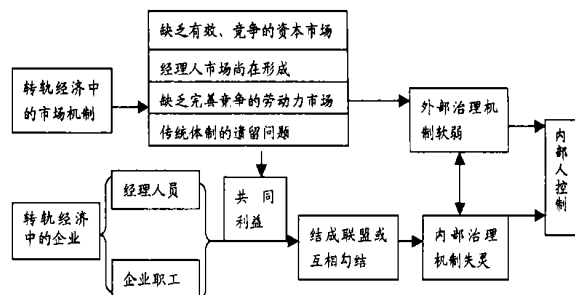 缺乏有效、竞争的资本市场
经理人市场尚在形成
缺乏完善竞争的劳动力市场
传统体制的遗留问题
转轨经济中
的市场机制
外部治理机
制软弱
内部人控制
经理人员
共同
利益
转轨经济
中的企业
结成联盟或
互相勾结
内部治理
机制失灵
企业职工